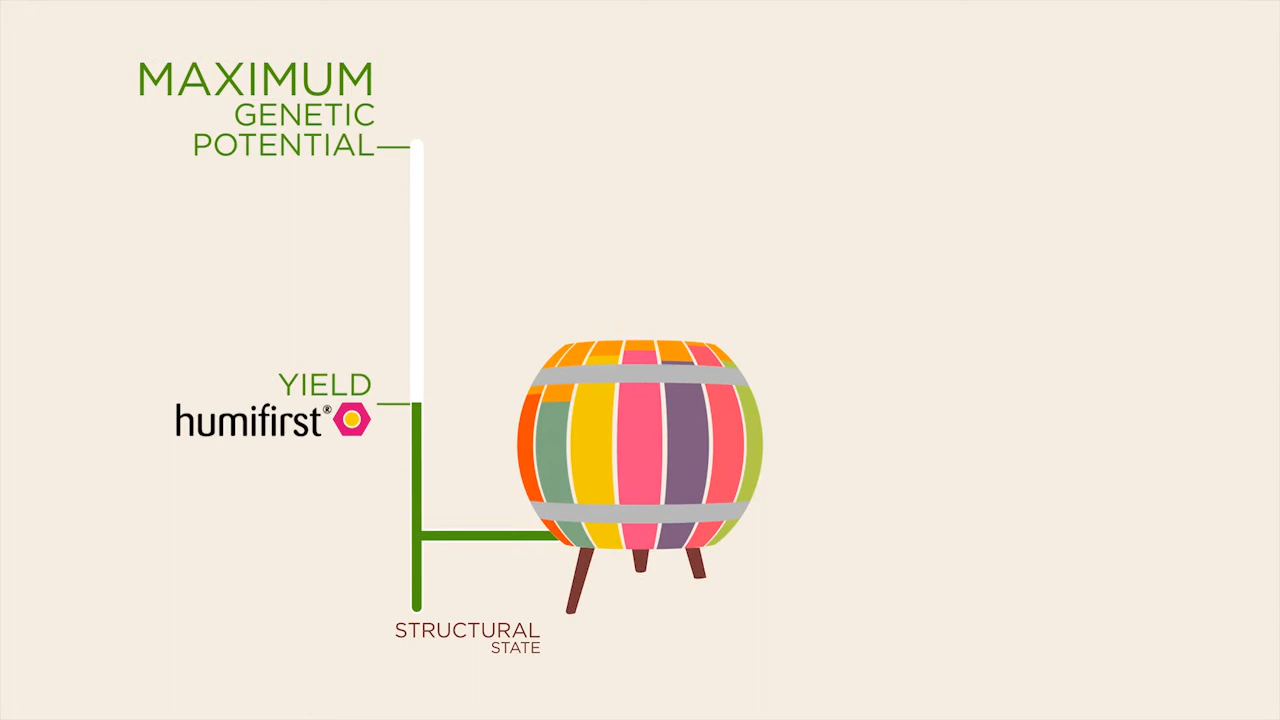 MAXIMUM
GENETIC
POTENTIAL
YIELD
humifirst®
STRUCTURAL
STATE